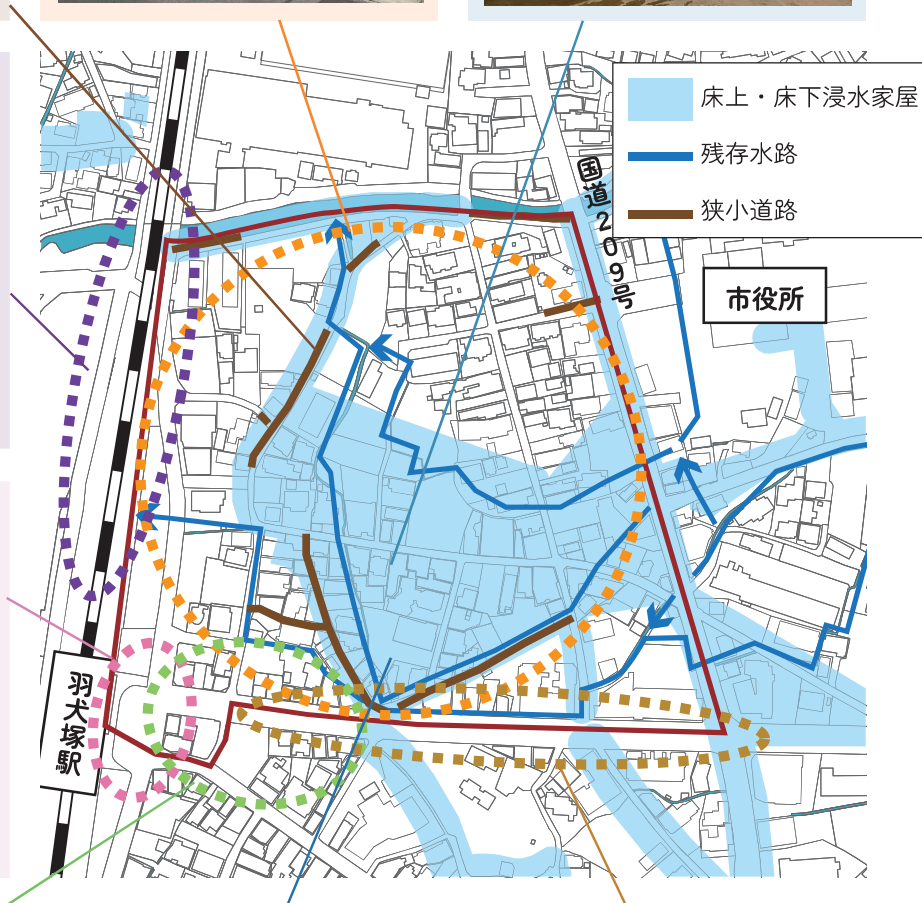 床上・床下浸水家屋
残存水路
狭小道路
国道209号
市役所
羽犬塚駅